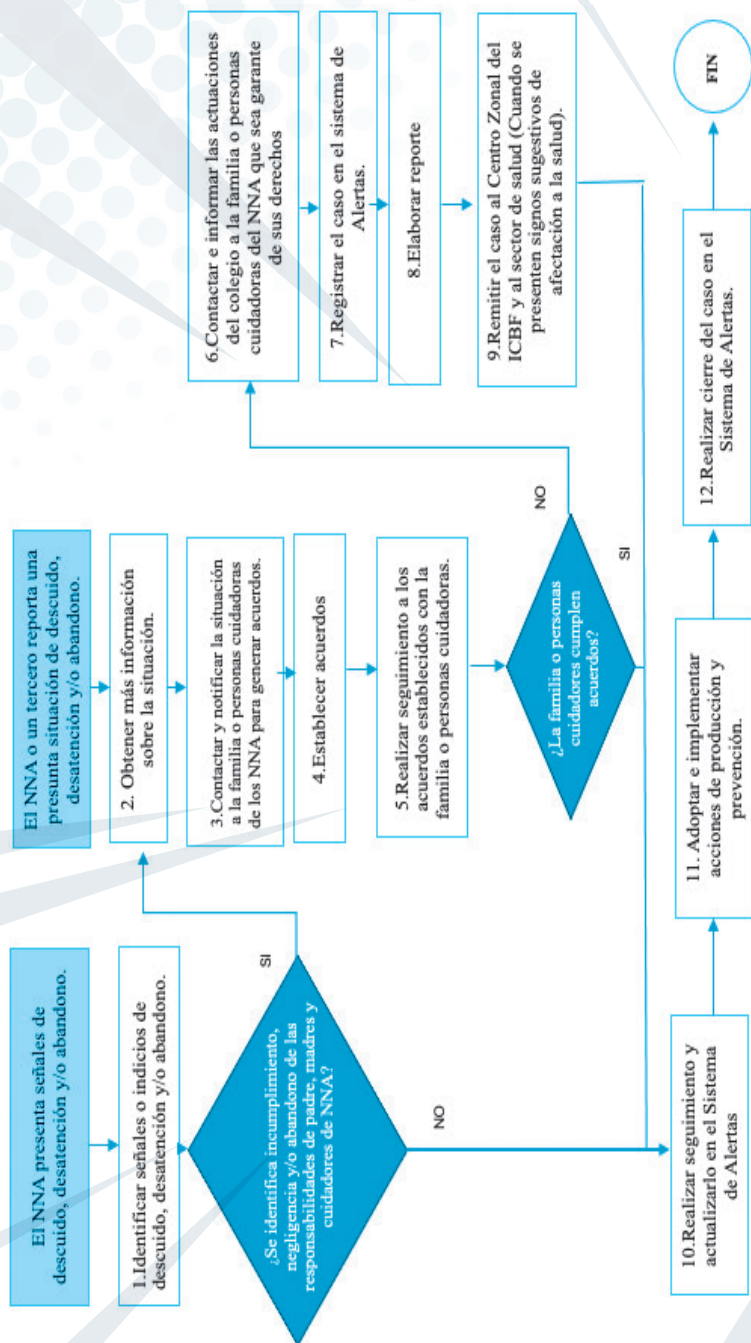 El NNA presenta señales de
descuido, desatención y/o abandono.
1.Identificar señales o indicios de
descuido, desatención y/o abandono.
¿Se identifica incumplimiento,
negligencia y/o abandono de las
responsabilidades de padre, madres y
cuidadores de NNA?
SI
NO
El NNA o un tercero reporta una
presunta situación de descuido,
desatención y/o abandono.
2. Obtener más información
sobre la situación.
3.Contactar y notificar la situación
a la familia o personas cuidadoras
de los NNA para generar acuerdos.
4.Establecer acuerdos
5.Realizar seguimiento a los
acuerdos establecidos con la
familia o personas cuidadoras.
¿La familia o personas
cuidadores cumplen
acuerdos?
NO
SI
6.Contactar e informar las actuaciones
del colegio a la familia o personas
cuidadoras del NNA que sea garante
de sus derechos
7.Registrar el caso en el sistema de
Alertas.
8.Elaborar reporte
9.Remitir el caso al Centro Zonal del
ICBF y al sector de salud (Cuando se
presenten signos sugestivos de
afectación a la salud).
10.Realizar seguimiento y
actualizarlo en el Sistema
de Alertas
11. Adoptar e implementar
acciones de producción y
prevención.
12.Realizar cierre del caso en el
Sistema de Alertas.
FIN